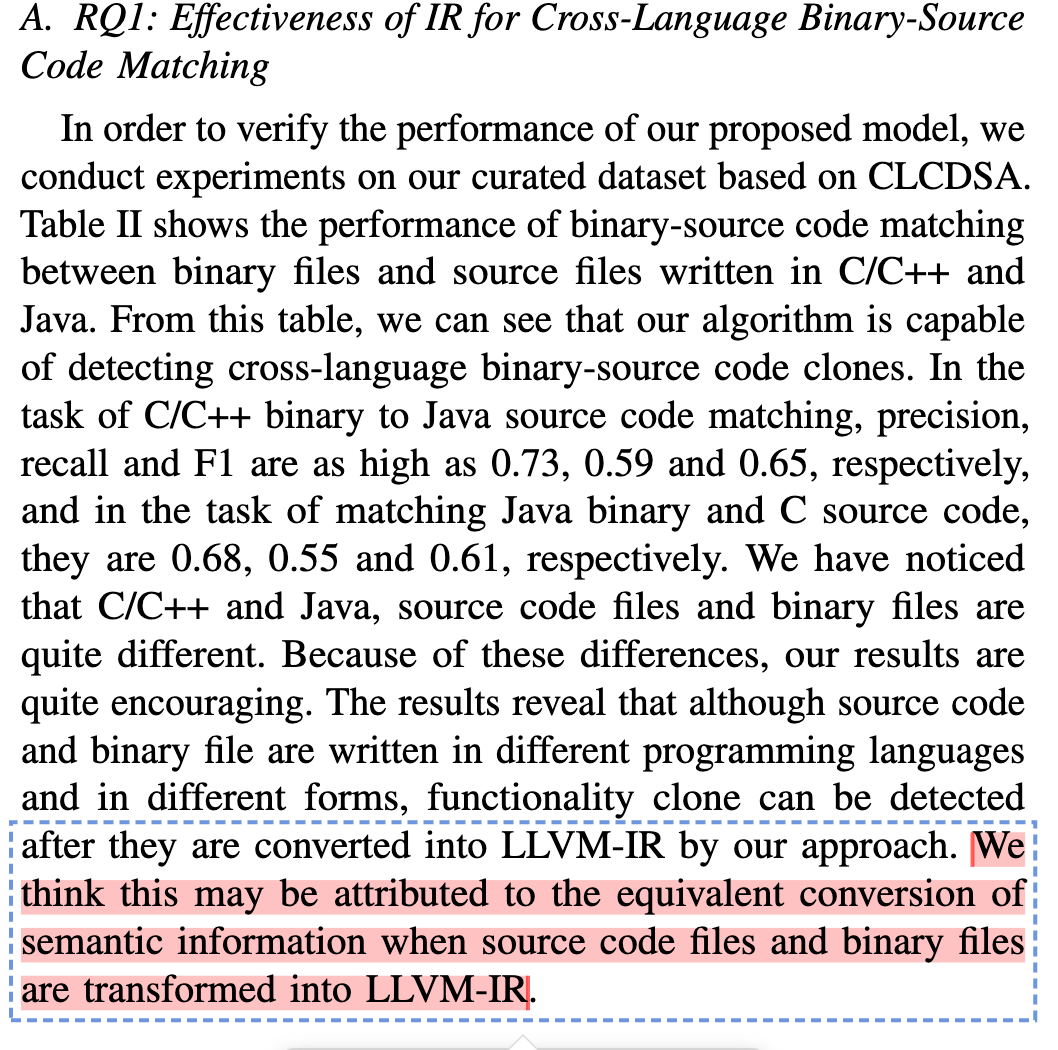 A. RQ1: Effectiveness of IR for Cross-Language Binary-Source
Code Matching
In order to verify the performance of our proposed model, we
conduct experiments on our curated dataset based on CLCDSA.
Table II shows the performance of binary-source code matching
between binary files and source files written in C/C++ and
Java. From this table, we can see that our algorithm is capable
of detecting cross-language binary-source code clones. In the
task of C/C++ binary to Java source code matching, precision,
recall and F1 are as high as 0.73, 0.59 and 0.65, respectively,
and in the task of matching Java binary and C source code,
they are 0.68, 0.55 and 0.61, respectively. We have noticed
that C/C++ and Java, source code files and binary files are
quite different. Because of these differences, our results are
quite encouraging. The results reveal that although source code
and binary file are written in different programming languages
and in different forms, functionality clone can be detected
after they are converted into LLVM-IR by our approach. We
think this may be attributed to the equivalent conversion of
semantic information when source code files and binary files
are transformed into LLVM-IR.